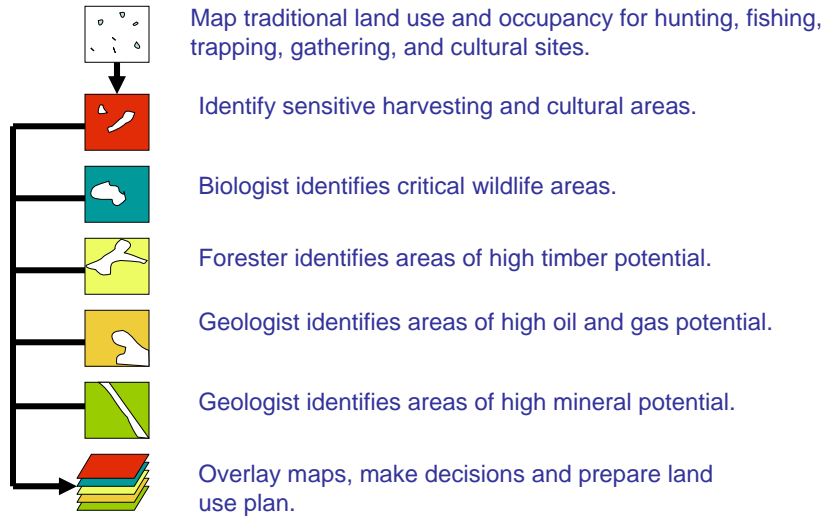 Map traditional land use and occupancy for hunting, fishing,
trapping, gathering, and cultural sites.
Identify sensitive harvesting and cultural areas.
Biologist identifies critical wildlife areas.
Forester identifies areas of high timber potential.
Geologist identifies areas of high oil and gas potential.
Geologist identifies areas of high mineral potential.
Overlay maps, make decisions and prepare land
use plan.